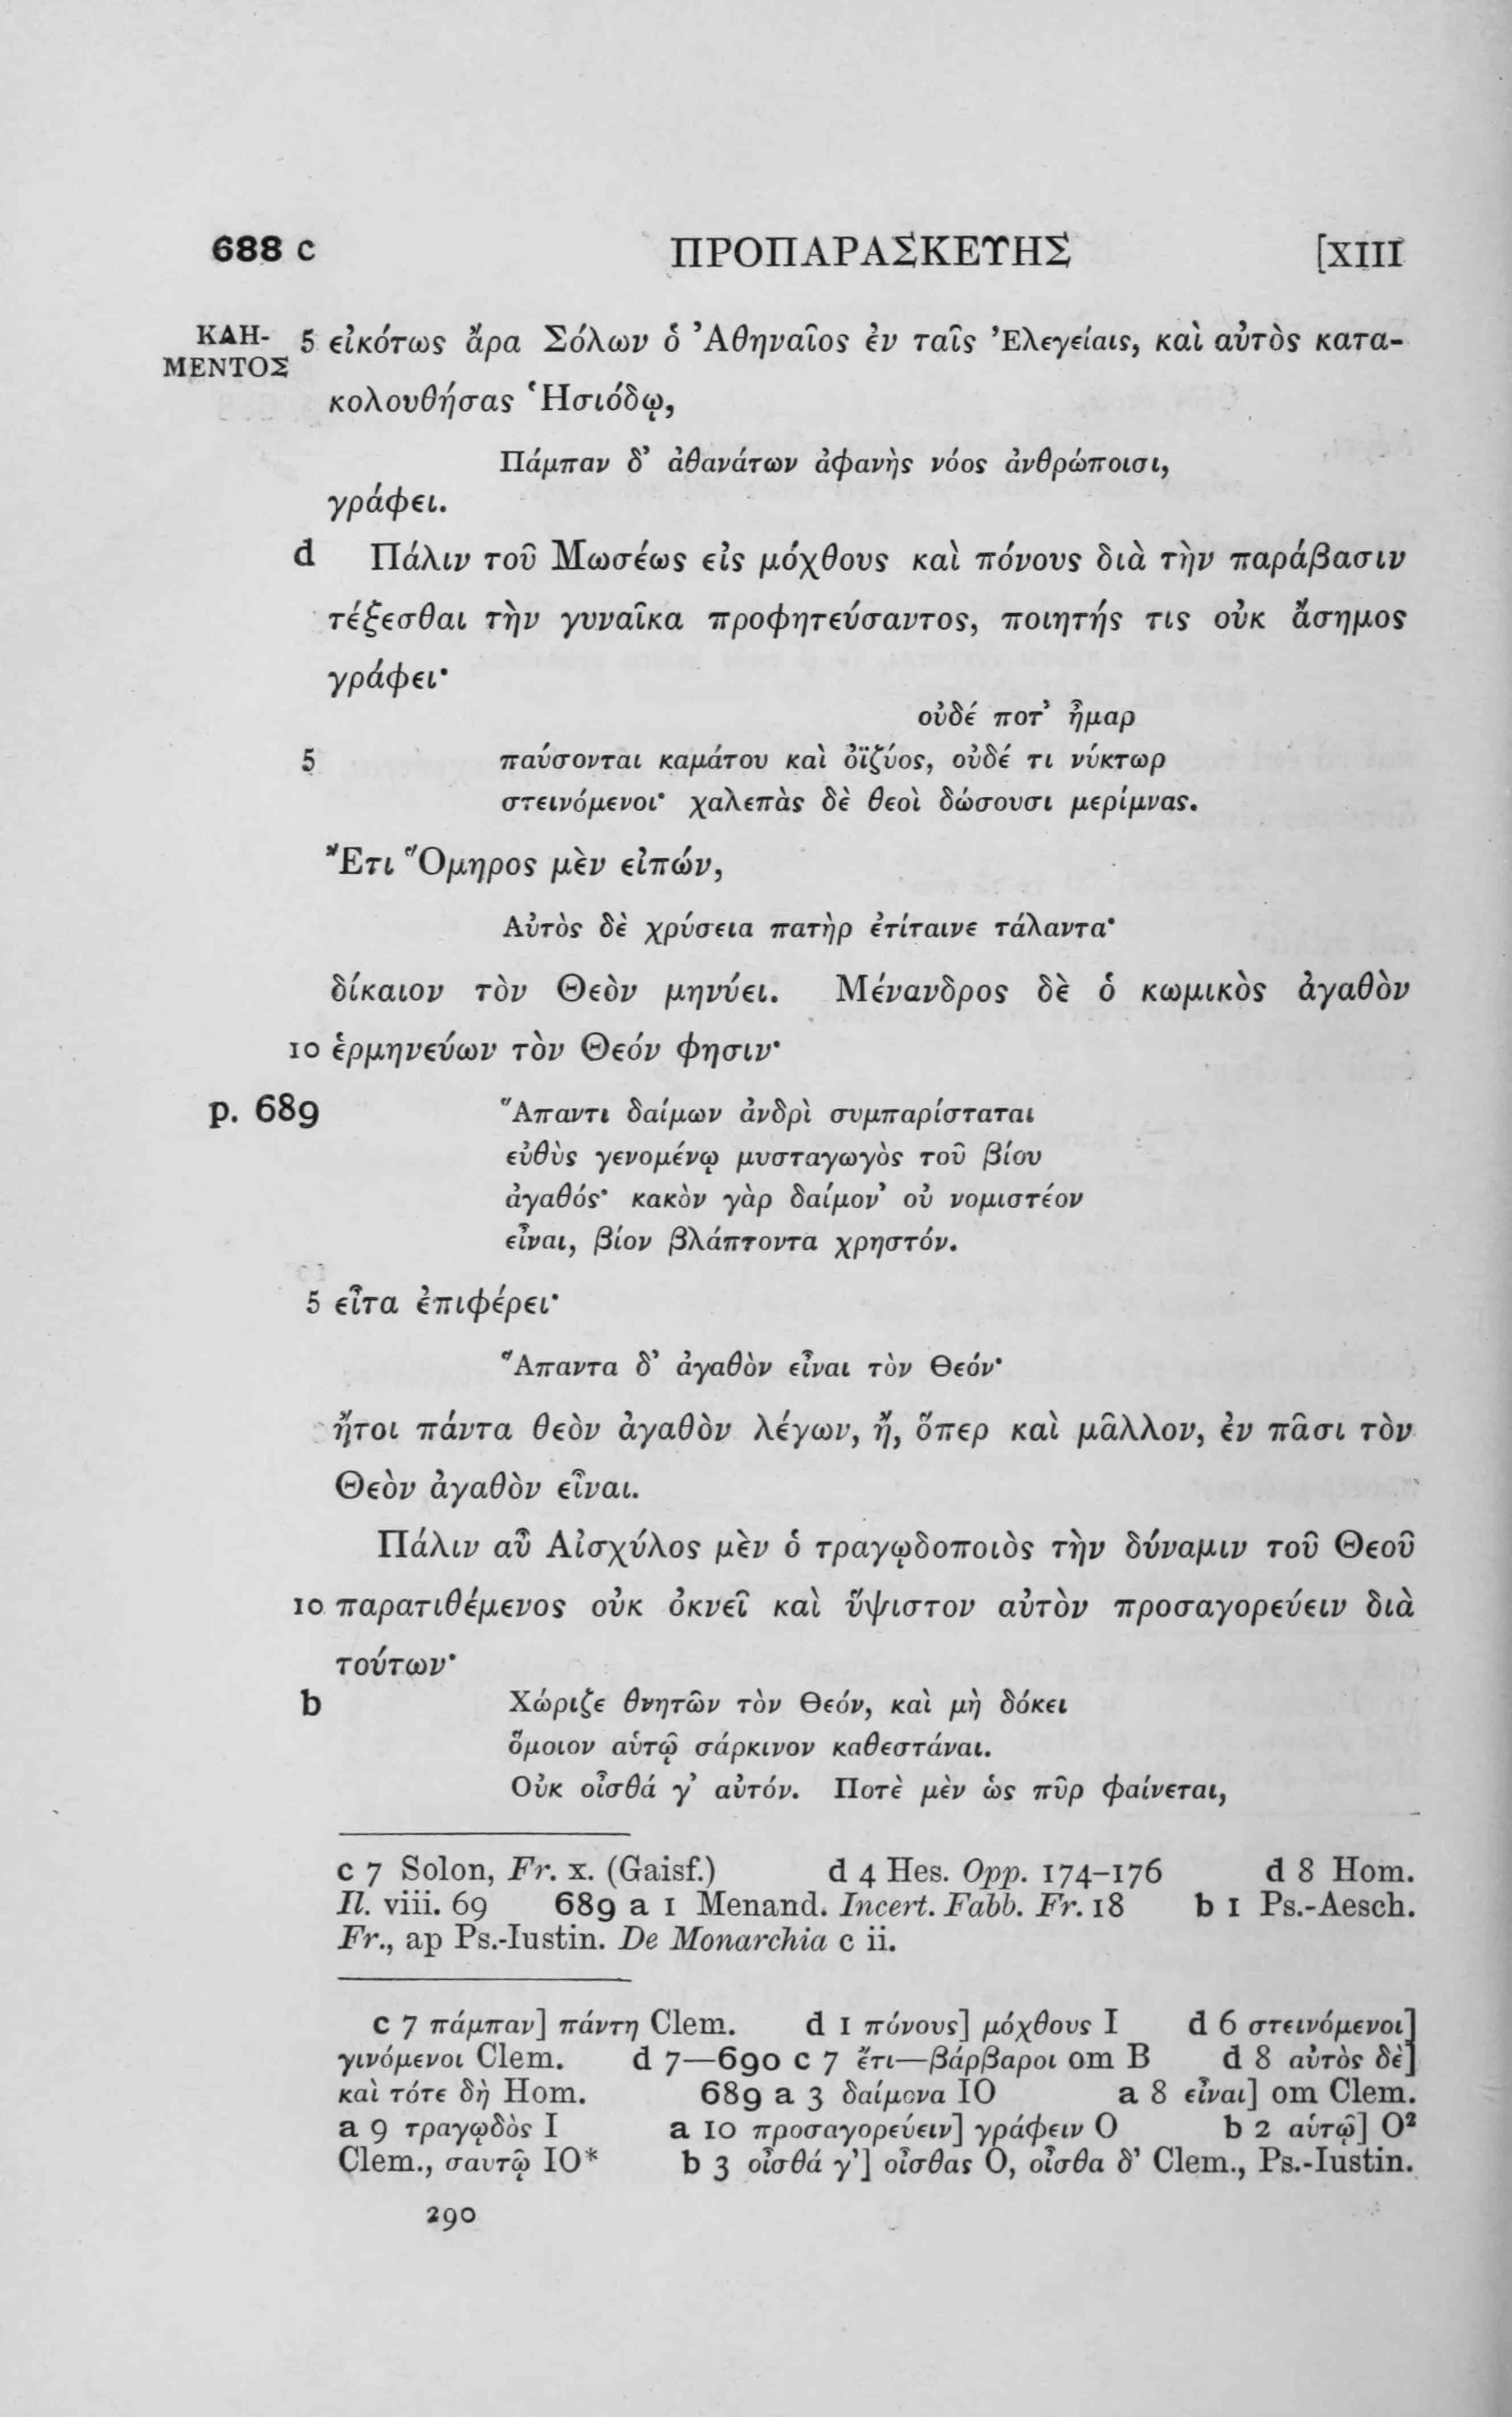 688 c ΠΡΟΠΑΡΑΣΚΕΥΗΣ [XIII
ΚΛΗ- 5 εἰκότως ἄρα Σόλων ὁ Ἀθηναῖος ἐν ταῖς Ἐλεγείαις, καὶ αὐτὸς κατα-
ΜΕΝΤΟΣ
κολουθήσας Ἡσιόδῳ,
Πάμπαν δ’ ἀθανάτων ἀφανὴς νόος ἀνθρώποισι,
γράφει.
d Πάλιν τοῦ Μωσέως εἰς μόχθους καὶ πόνους διὰ τὴν παράβασιν
τέξεσθαι τὴν γυναῖκα προφητεύσαντος, ποιητής τις οὐκ ἄσημος
γράφει·
οὐδέ ποτ’ ἦμαρ
5 παύσονται καμάτου καὶ ὀϊζύος, οὐδέ τι νύκτωρ
στεινόμενοι· χαλεπὰς δὲ θεοὶ δώσουσι μερίμνας.
Ἔτι Ὅμηρος μὲν εἰπών,
Αὐτὸς δὲ χρύσεια πατὴρ ἐτίταινε τάλαντα·
δίκαιον τὸν Θεὸν μηνύει. Μένανδρος δὲ ὁ κωμικὸς ἀγαθὸν
10 ἑρμηνεύων τὸν Θεόν φησιν·
p. 689 Ἅπαντι δαίμων ἀνδρὶ συμπαρίσταται
εὐθὺς γενομένῳ μυσταγωγὸς τοῦ βίου
ἀγαθός· κακὸν γὰρ δαίμον’ οὐ νομιστέον
εἶναι, βίον βλάπτοντα χρηστόν.
5 εἶτα ἐπιφέρει·
Ἅπαντα δ’ ἀγαθὸν εἶναι τὸν Θεόν·
ἤτοι πάντα θεὸν ἀγαθὸν λέγων, ἤ, ὅπερ καὶ μᾶλλον, ἐν πᾶσι τὸν
Θεὸν ἀγαθὸν εἶναι.
Πάλιν αὖ Αἰσχύλος μὲν ὁ τραγῳδοποιὸς τὴν δύναμιν τοῦ Θεοῦ
10 παρατιθέμενος οὐκ ὀκνεῖ καὶ ὕψιστον αὐτὸν προσαγορεύειν διὰ
τούτων·
b Χώριζε θνητῶν τὸν Θεόν, καὶ μὴ δόκει
ὅμοιον αὑτῷ σάρκινον καθεστάναι.
Οὐκ οἶσθά γ’ αὐτόν. Ποτὲ μὲν ὡς πῦρ φαίνεται,
c 7 Solon, Fr. x. (Gaisf.) d 4 Hes. Opp. 174–176 d 8 Hom.
Il. viii. 69 689 a 1 Menand. Incert. Fabb. Fr. 18 b 1 Ps.-Aesch.
Fr., ap Ps.-Iustin. De Monarchia c ii.
c 7 πάμπαν] πάντη Clem. d 1 πόνους] μόχθους I d 6 στεινόμενοι]
γινόμενοι Clem. d 7—690 c 7 ἔτι—βάρβαροι om B d 8 αὐτὸς δὲ]
καὶ τότε δὴ Hom. 689 a 3 δαίμονα IO a 8 εἶναι] om Clem.
a 9 τραγῳδὸς I a 10 προσαγορεύειν] γράφειν O b 2 αὑτῷ] O²
Clem., σαυτῷ IO* b 3 οἶσθά γ’] οἶσθας O, οἶσθα δ’ Clem., Ps.-Iustin.
290